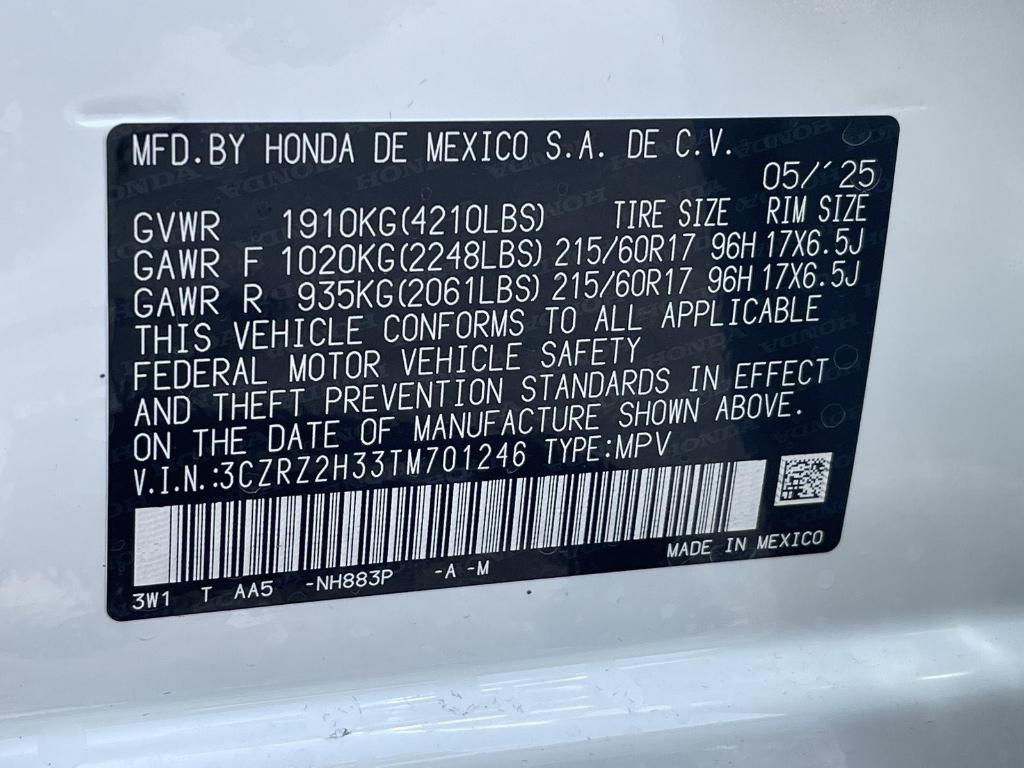 MFD.BY HONDA DE MEXICO S.A. DE C.V.
05/'25
GVWR 1910KG(4210LBS) TIRE SIZE RIM SIZE
GAWR F 1020KG(2248LBS) 215/60R17 96H 17X6.5J
GAWR R 935KG(2061LBS) 215/60R17 96H 17X6.5J
THIS VEHICLE CONFORMS TO ALL APPLICABLE
FEDERAL MOTOR VEHICLE SAFETY
AND THEFT PREVENTION STANDARDS IN EFFECT
ON THE DATE OF MANUFACTURE SHOWN ABOVE.
V.I.N.:3CZRZ2H33TM701246 TYPE:MPV
MADE IN MEXICO
3W1 T AA5 -NH883P -A -M